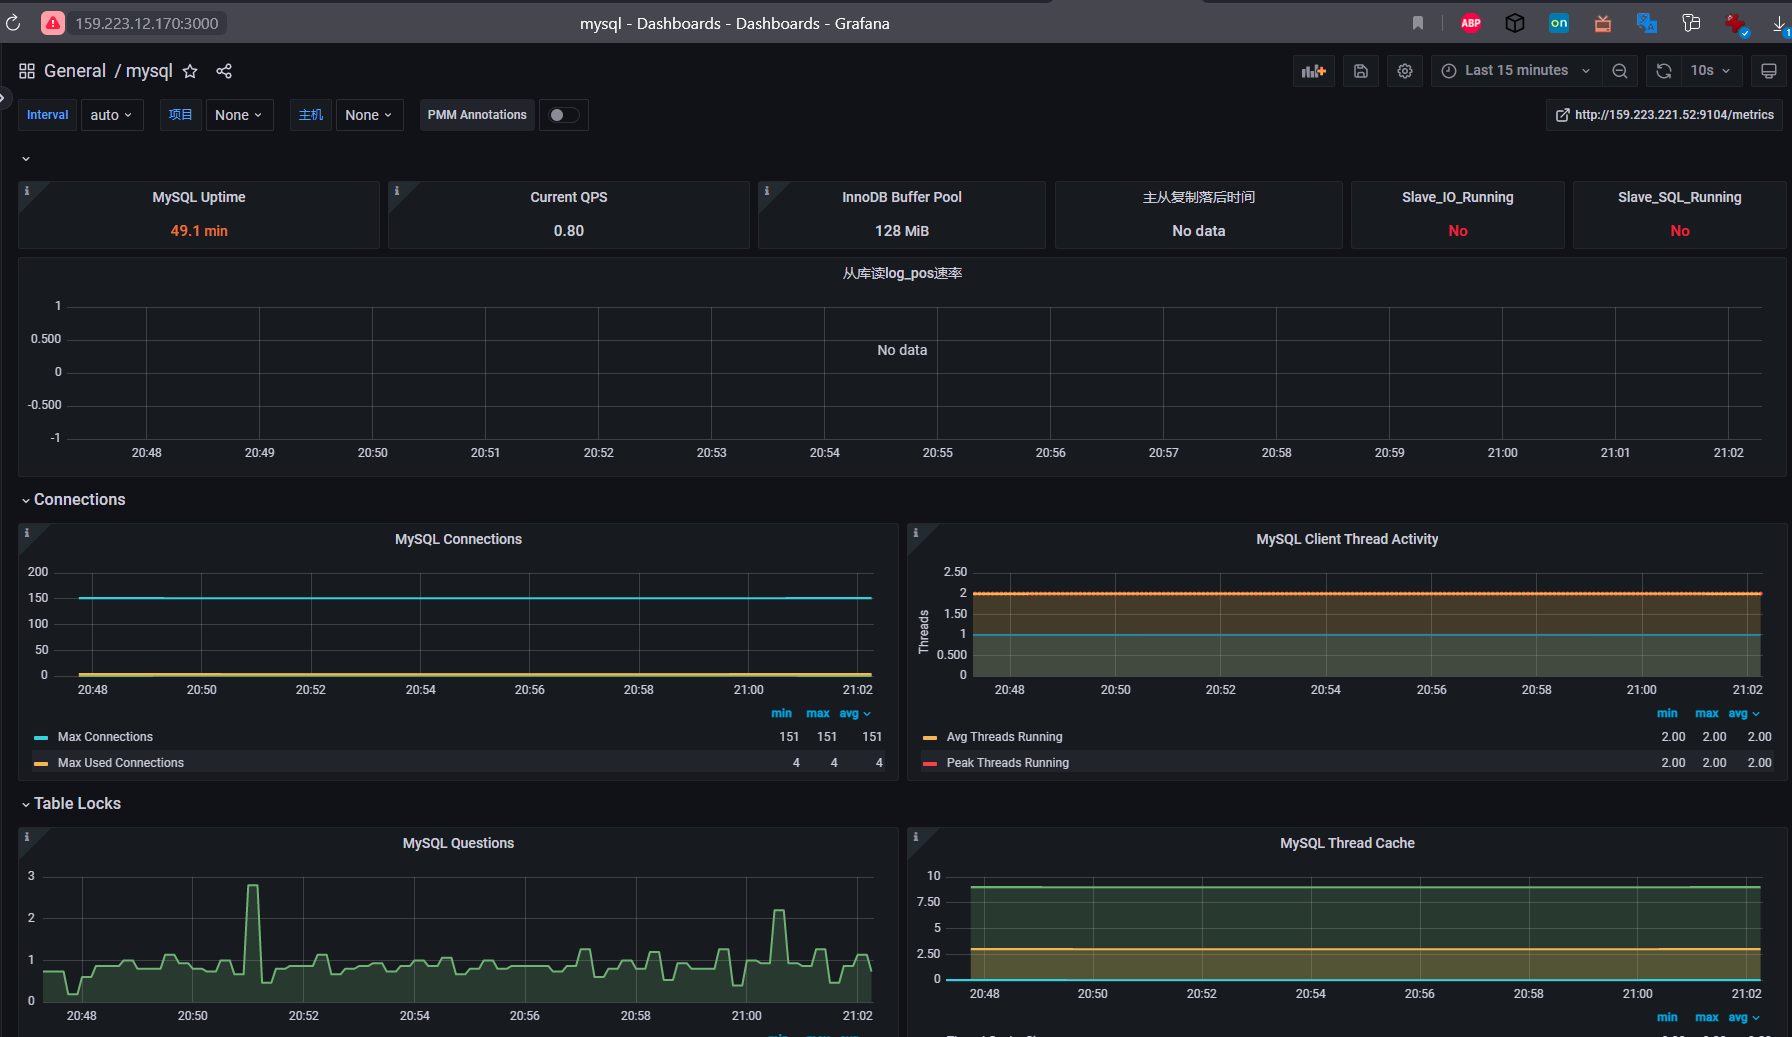 159.223.12.170:3000
mysql - Dashboards - Dashboards - Grafana
ABP
on
1
General / mysql
Last 15 minutes
10s
Interval
auto
项目
None
主机
None
PMM Annotations
http://159.223.221.52:9104/metrics
MySQL Uptime
49.1 min
Current QPS
0.80
InnoDB Buffer Pool
128 MiB
主从复制落后时间
No data
Slave_IO_Running
No
Slave_SQL_Running
No
从库读log_pos速率
1
0.500
0
-0.500
-1
No data
20:48 20:49 20:50 20:51 20:52 20:53 20:54 20:55 20:56 20:57 20:58 20:59 21:00 21:01 21:02
Connections
MySQL Connections
200
150
100
50
0
20:48 20:50 20:52 20:54 20:56 20:58 21:00 21:02
min max avg
Max Connections 151 151 151
Max Used Connections 4 4 4
MySQL Client Thread Activity
Threads
2.50
2
1.50
1
0.500
0
20:48 20:50 20:52 20:54 20:56 20:58 21:00 21:02
min max avg
Avg Threads Running 2.00 2.00 2.00
Peak Threads Running 2.00 2.00 2.00
Table Locks
MySQL Questions
3
2
1
0
20:48 20:50 20:52 20:54 20:56 20:58 21:00 21:02
MySQL Thread Cache
10
7.50
5
2.50
0
20:48 20:50 20:52 20:54 20:56 20:58 21:00 21:02
min max avg